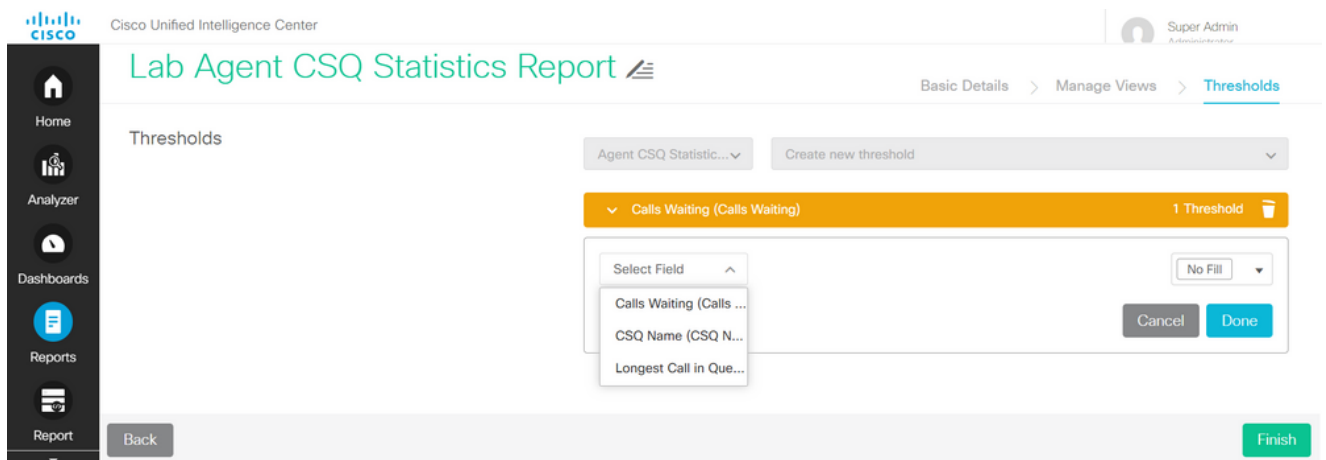 CISCO
Cisco Unified Intelligence Center
Super Admin
Administrator
Lab Agent CSQ Statistics Report
Basic Details > Manage Views > Thresholds
Home
Thresholds
Agent CSQ Statistic...
Create new threshold
Analyzer
Calls Waiting (Calls Waiting)
1 Threshold
Dashboards
Select Field
No Fill
Calls Waiting (Calls ...
CSQ Name (CSQ N...
Longest Call in Que...
Cancel
Done
Reports
Report
Back
Finish